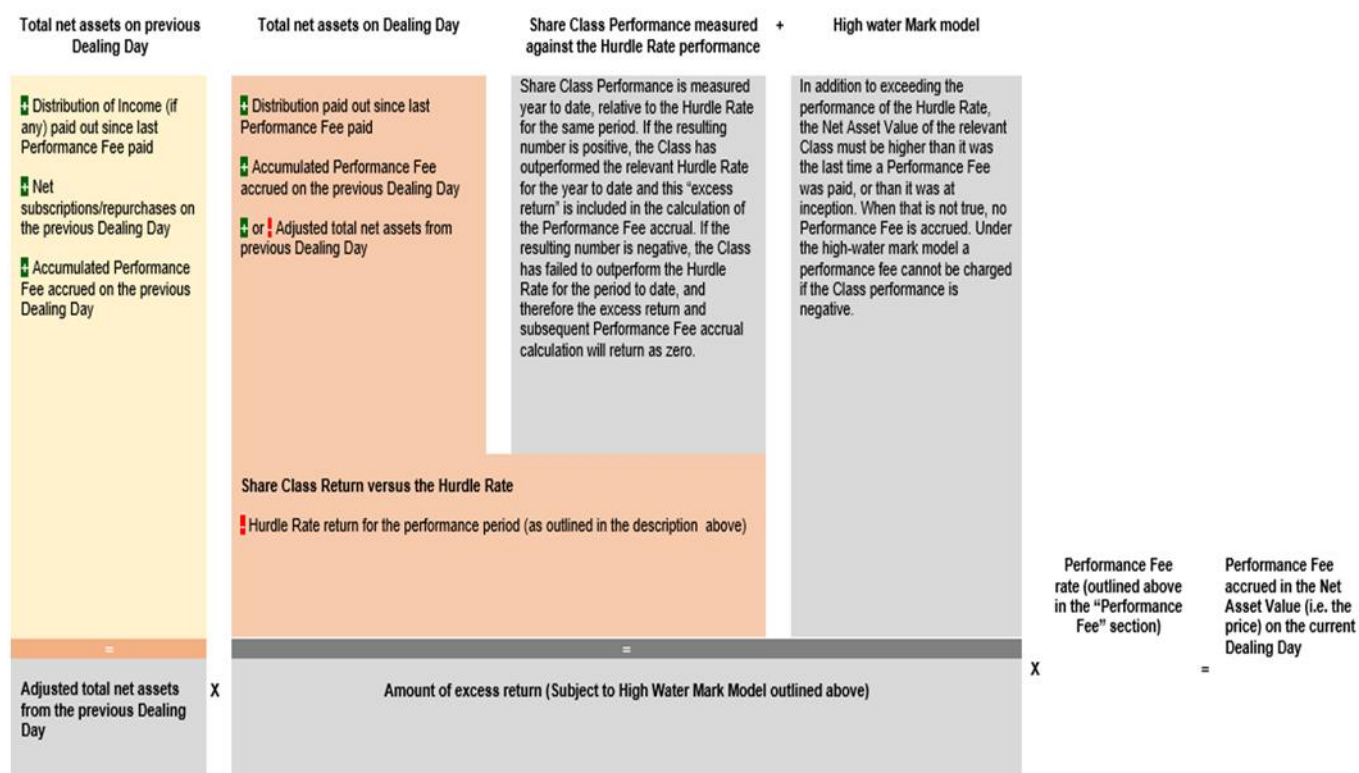 Total net assets on previous
Dealing Day
Total net assets on Dealing Day
Share Class Performance measured
against the Hurdle Rate performance
+
High water Mark model
+ Distribution of Income (if
any) paid out since last
Performance Fee paid
+ Net
subscriptions/repurchases on
the previous Dealing Day
+ Accumulated Performance
Fee accrued on the previous
Dealing Day
+ Distribution paid out since last
Performance Fee paid
+ Accumulated Performance Fee
accrued on the previous Dealing Day
+ or ! Adjusted total net assets from
previous Dealing Day
Share Class Performance is measured
year to date, relative to the Hurdle Rate
for the same period. If the resulting
number is positive, the Class has
outperformed the relevant Hurdle Rate
for the year to date and this “excess
return” is included in the calculation of
the Performance Fee accrual. If the
resulting number is negative, the Class
has failed to outperform the Hurdle
Rate for the period to date, and
therefore the excess return and
subsequent Performance Fee accrual
calculation will return as zero.
In addition to exceeding the
performance of the Hurdle Rate,
the Net Asset Value of the relevant
Class must be higher than it was
the last time a Performance Fee
was paid, or than it was at
inception. When that is not true, no
Performance Fee is accrued. Under
the high-water mark model a
performance fee cannot be charged
if the Class performance is
negative.
Share Class Return versus the Hurdle Rate
! Hurdle Rate return for the performance period (as outlined in the description above)
=
=
Adjusted total net assets
from the previous Dealing
Day
X
Amount of excess return (Subject to High Water Mark Model outlined above)
X
Performance Fee
rate (outlined above
in the “Performance
Fee” section)
=
Performance Fee
accrued in the Net
Asset Value (i.e. the
price) on the current
Dealing Day